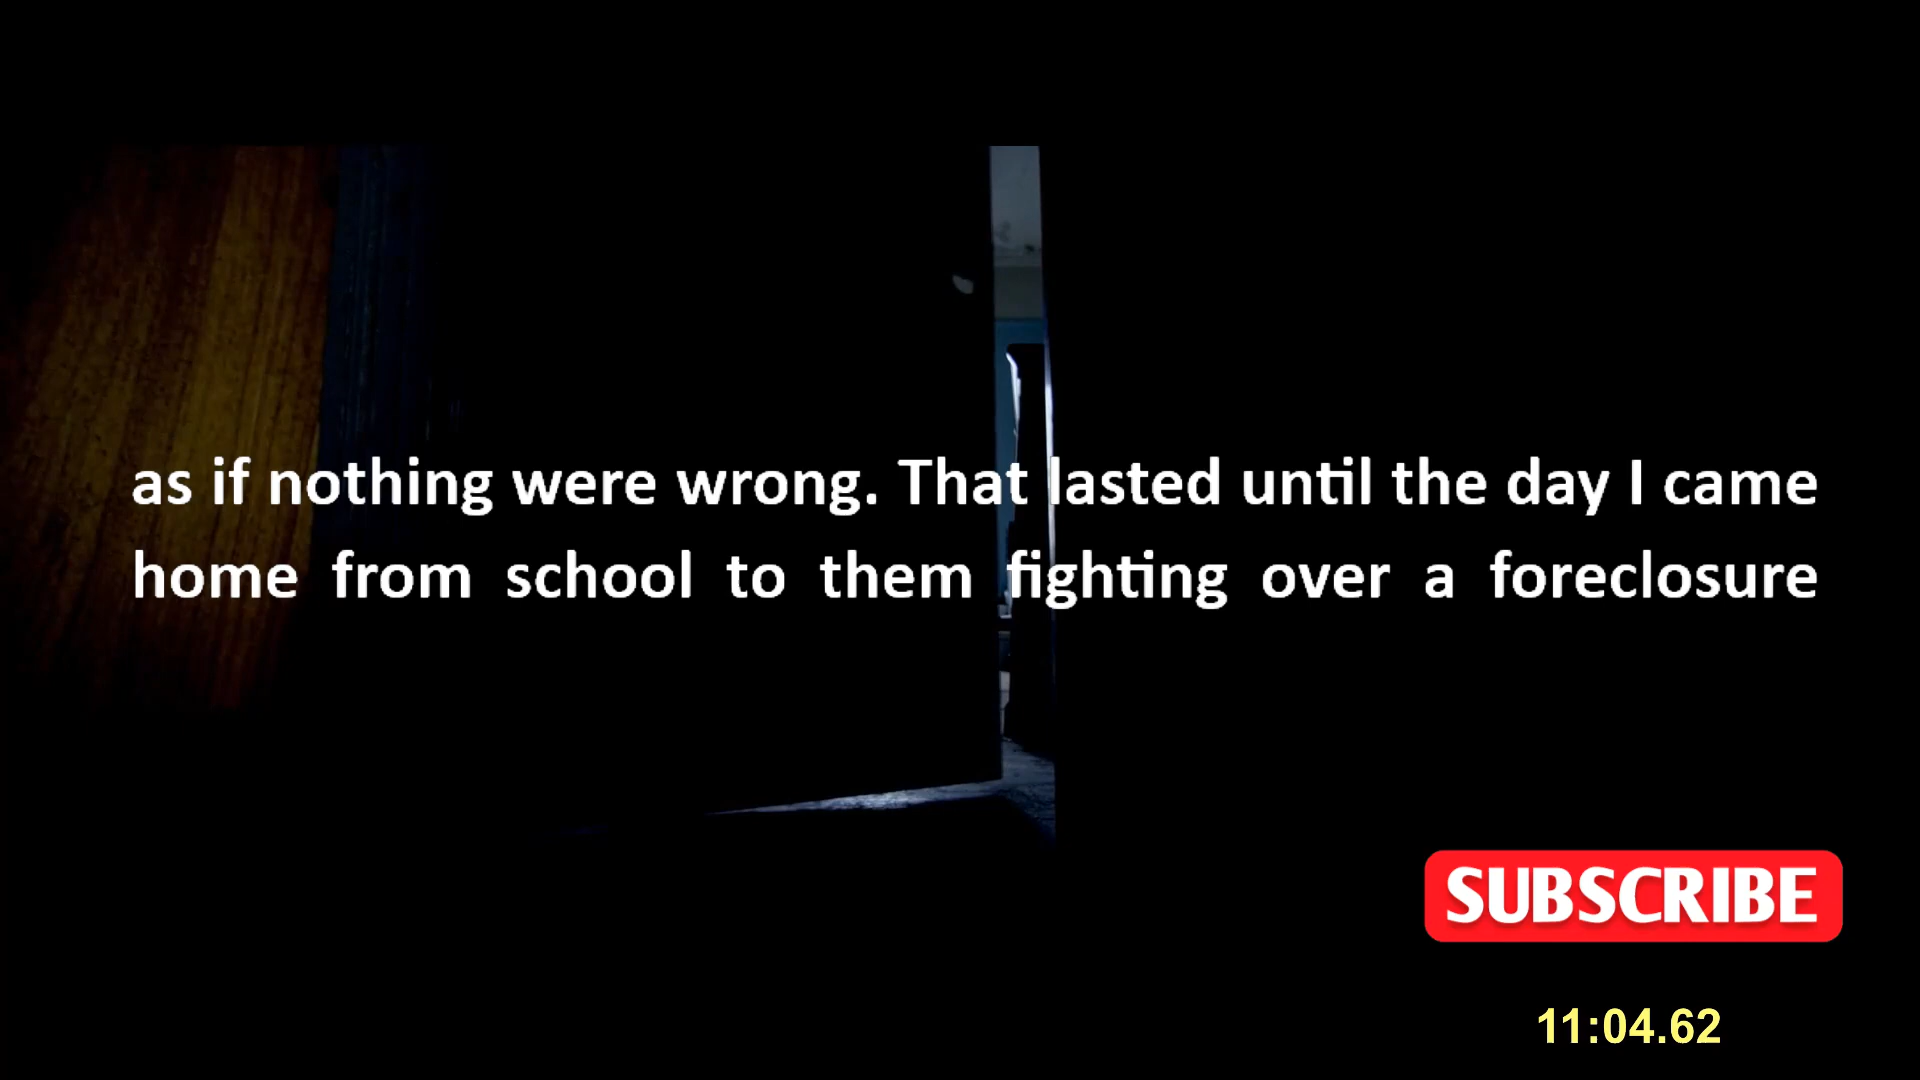 as if nothing were wrong. That lasted until the day I came
home from school to them fighting over a foreclosure
SUBSCRIBE
11:04.62